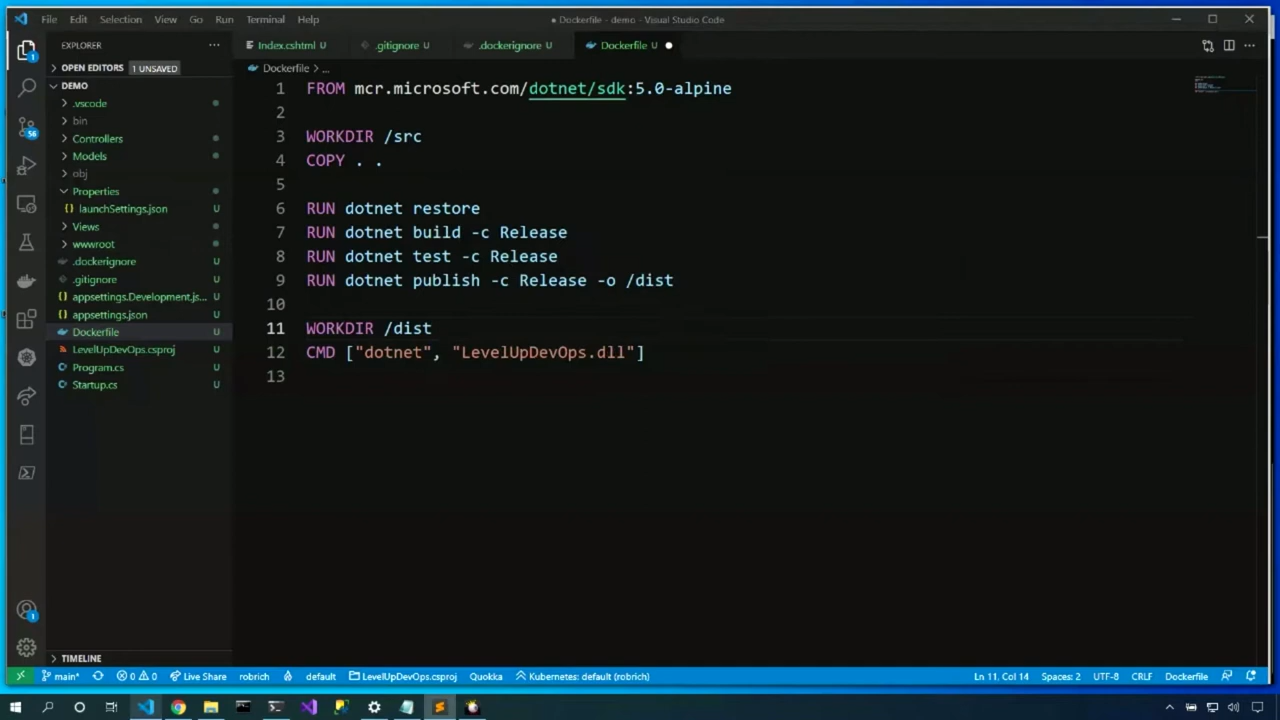 File Edit Selection View Go Run Terminal Help
● Dockerfile - demo - Visual Studio Code
EXPLORER
Index.cshtml U
.gitignore U
.dockerignore U
Dockerfile U
OPEN EDITORS 1 UNSAVED
Dockerfile > ...
DEMO
.vscode
bin
Controllers
Models
obj
Properties
launchSettings.json U
Views
wwwroot
.dockerignore U
.gitignore U
appsettings.Development.js... U
appsettings.json U
Dockerfile U
LevelUpDevOps.csproj U
Program.cs U
Startup.cs U
TIMELINE
1
56
1
1 FROM mcr.microsoft.com/dotnet/sdk:5.0-alpine
2
3 WORKDIR /src
4 COPY . .
5
6 RUN dotnet restore
7 RUN dotnet build -c Release
8 RUN dotnet test -c Release
9 RUN dotnet publish -c Release -o /dist
10
11 WORKDIR /dist
12 CMD ["dotnet", "LevelUpDevOps.dll"]
13
main* 0 0 Live Share robrich default LevelUpDevOps.csproj Quokka Kubernetes: default (robrich)
Ln 11, Col 14 Spaces: 2 UTF-8 CRLF Dockerfile